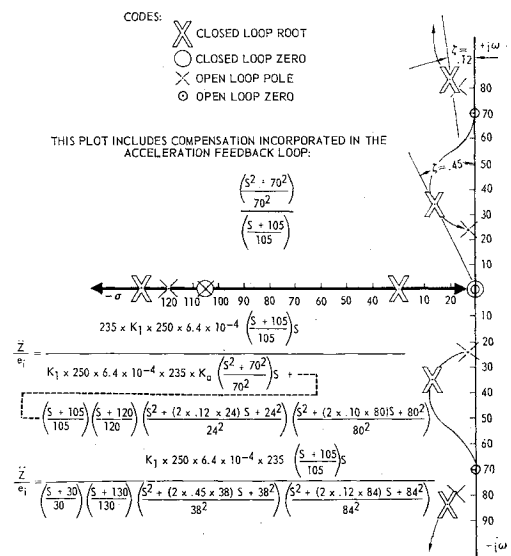 CODES:
CLOSED LOOP ROOT
CLOSED LOOP ZERO
OPEN LOOP POLE
OPEN LOOP ZERO
ζ = .12
+jω
80
70
60
50
40
30
20
10
ζ = .45
THIS PLOT INCLUDES COMPENSATION INCORPORATED IN THE
ACCELERATION FEEDBACK LOOP:
(S² + 70² / 70²)
(S + 105 / 105)
-σ 120 100 90 80 70 60 50 40 30 20 10
Z̈ / e_i = 235 x K₁ x 250 x 6.4 x 10⁻⁴ (S + 105 / 105)S
K₁ x 250 x 6.4 x 10⁻⁴ x 235 x Kₐ (S² + 70² / 70²)S +
(S + 105 / 105) (S + 120 / 120) (S² + (2 x .12 x 24) S + 24² / 24²) (S² + (2 x .10 x 80)S + 80² / 80²)
Z̈ / e_i = K₁ x 250 x 6.4 x 10⁻⁴ x 235 (S + 105 / 105)S
(S + 30 / 30) (S + 130 / 130) (S² + (2 x .45 x 38) S + 38² / 38²) (S² + (2 x .12 x 84) S + 84² / 84²)
10
20
30
40
50
60
70
80
90
-jω